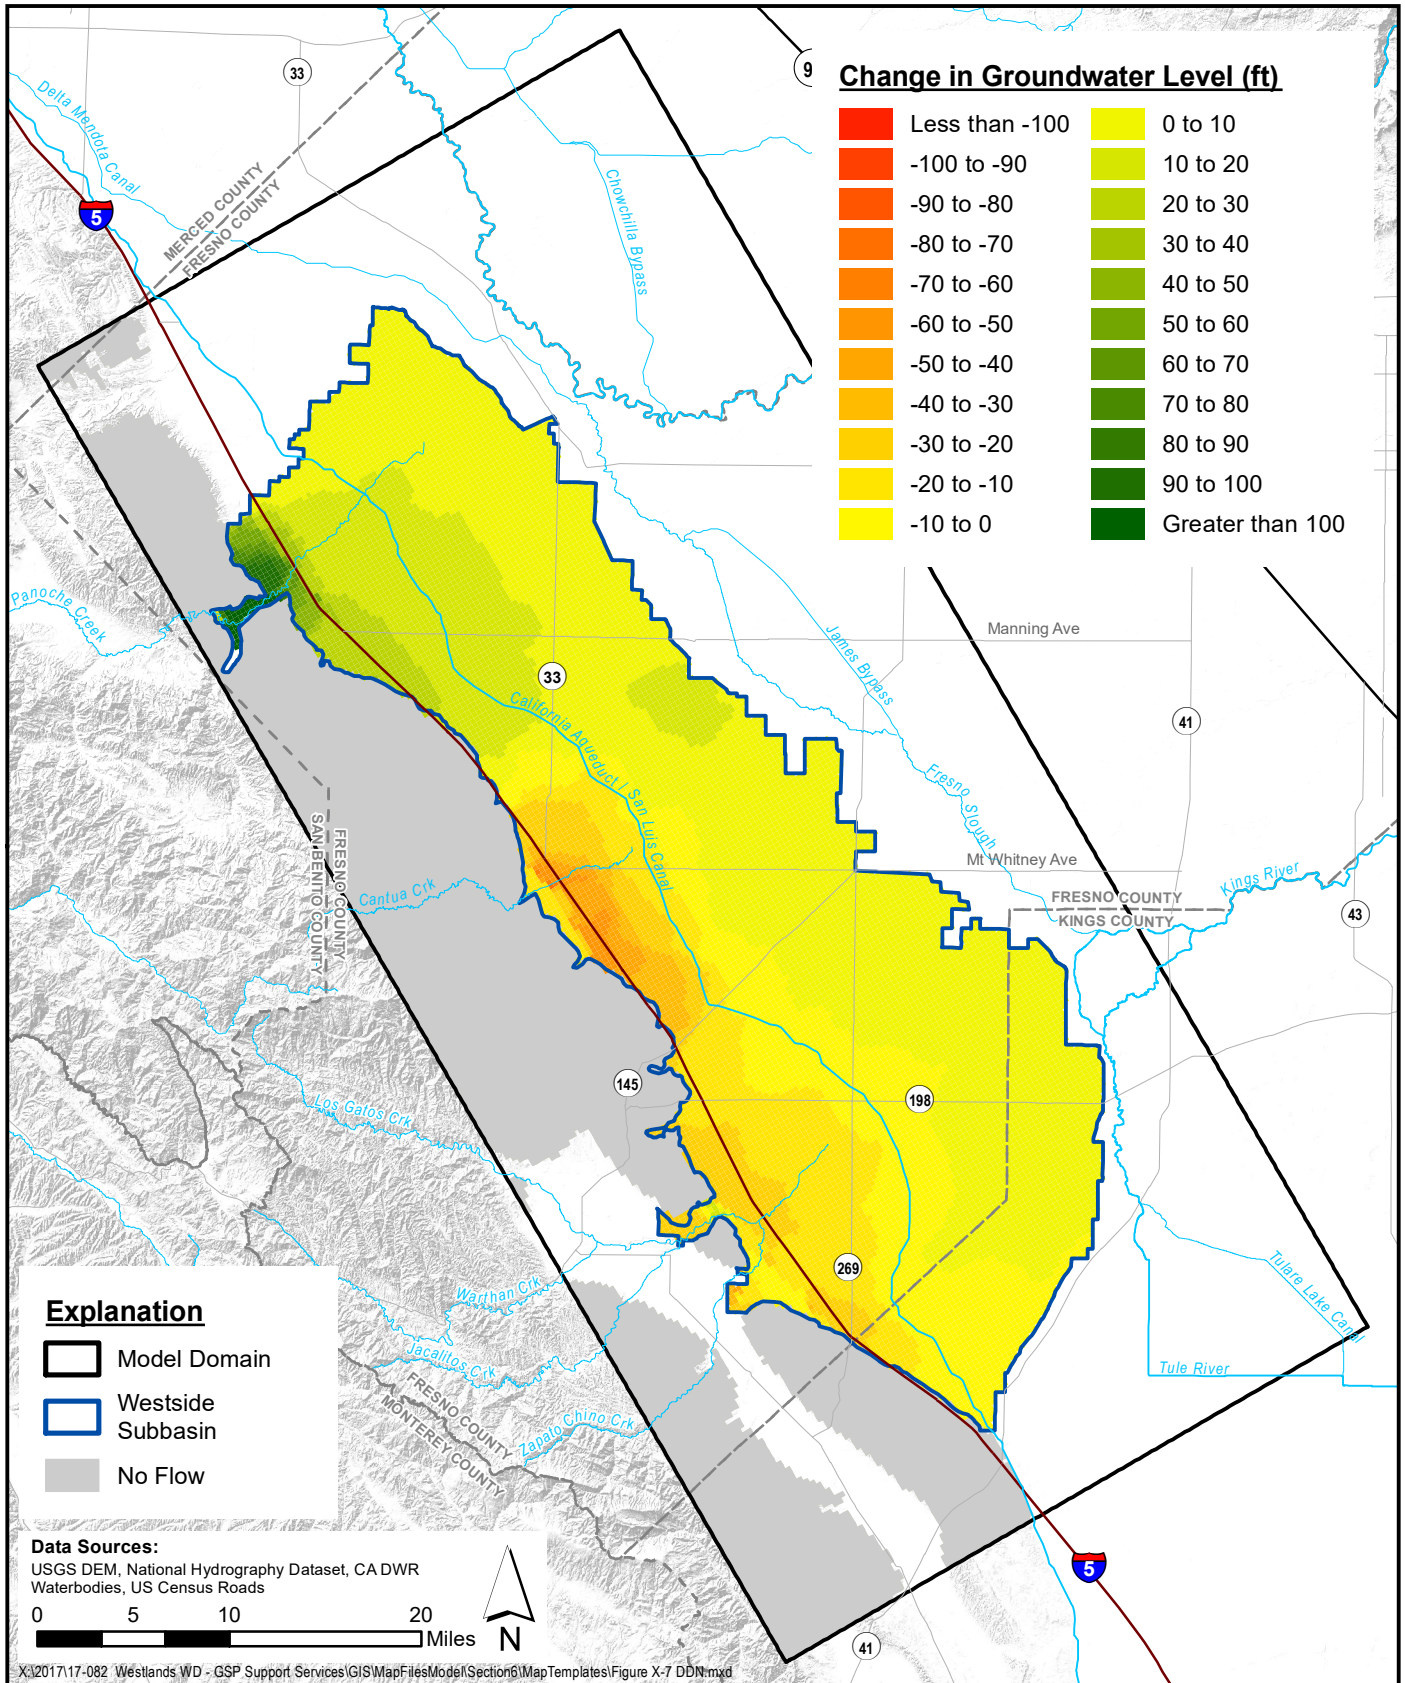 33
9
Delta Mendota Canal
MERCED COUNTY
FRESNO COUNTY
5
Chowchilla Bypass
Change in Groundwater Level (ft)
Less than -100
-100 to -90
-90 to -80
-80 to -70
-70 to -60
-60 to -50
-50 to -40
-40 to -30
-30 to -20
-20 to -10
-10 to 0
0 to 10
10 to 20
20 to 30
30 to 40
40 to 50
50 to 60
60 to 70
70 to 80
80 to 90
90 to 100
Greater than 100
Panoche Creek
Manning Ave
James Bypass
33
41
California Aqueduct / San Luis Canal
Fresno Slough
SAN BENITO COUNTY
FRESNO COUNTY
Mt Whitney Ave
Cantua Crk
Kings River
FRESNO COUNTY
KINGS COUNTY
43
145
198
Los Gatos Crk
269
Tulare Lake Canal
Warthan Crk
Jacalitos Crk
Tule River
FRESNO COUNTY
MONTEREY COUNTY
Zapato Chino Crk
Explanation
Model Domain
Westside
Subbasin
No Flow
Data Sources:
USGS DEM, National Hydrography Dataset, CA DWR
Waterbodies, US Census Roads
0 5 10 20
Miles
N
5
41
X:\2017\17-082 Westlands WD - GSP Support Services\GIS\MapFilesModel\Section6\MapTemplates\Figure X-7 DDN.mxd